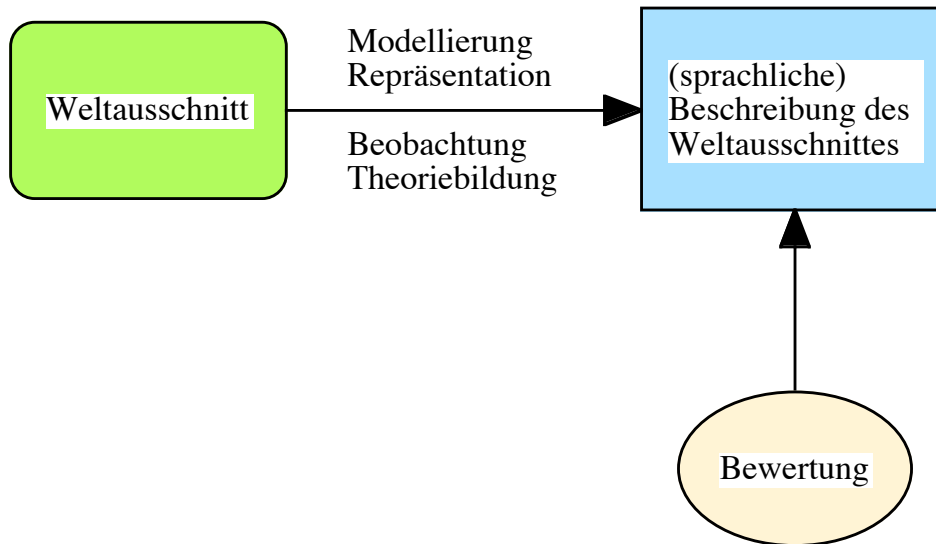 Weltausschnitt
Modellierung
Repräsentation
Beobachtung
Theoriebildung
(sprachliche)
Beschreibung des
Weltausschnittes
Bewertung